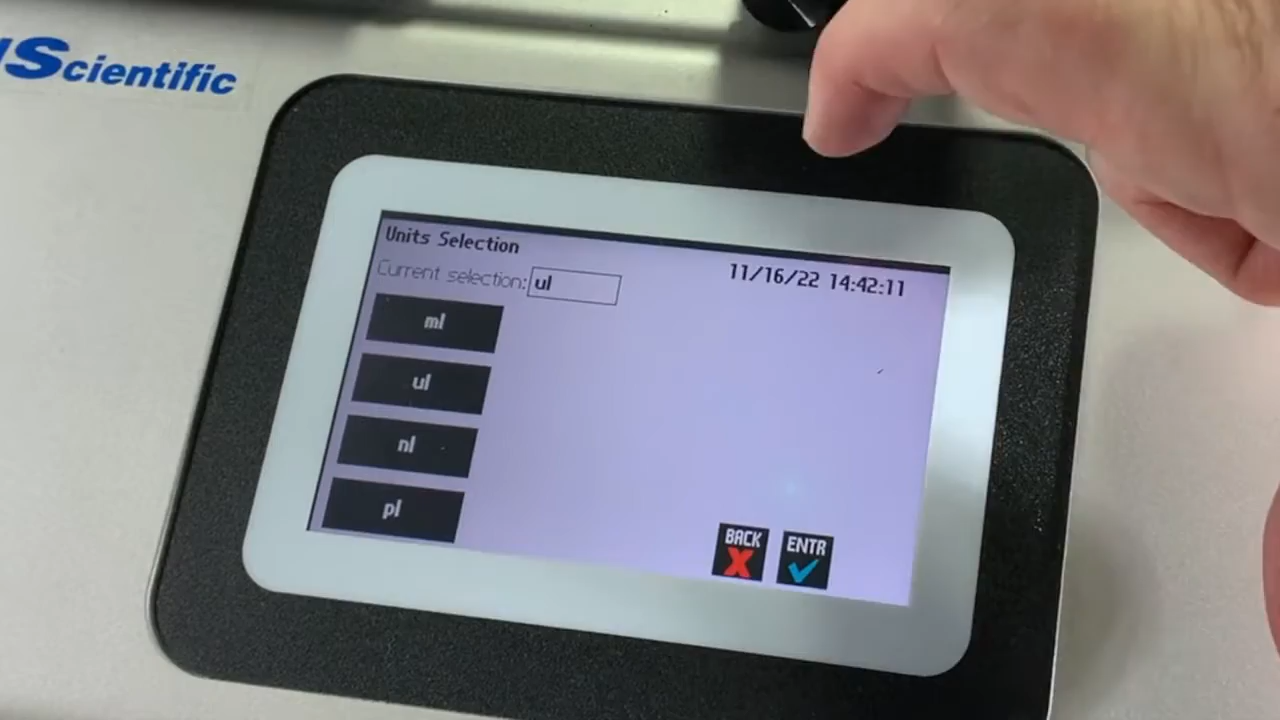 Scientific
Units Selection
11/16/22 14:42:11
Current selection: ul
ml
ul
nl
pl
BACK
ENTR